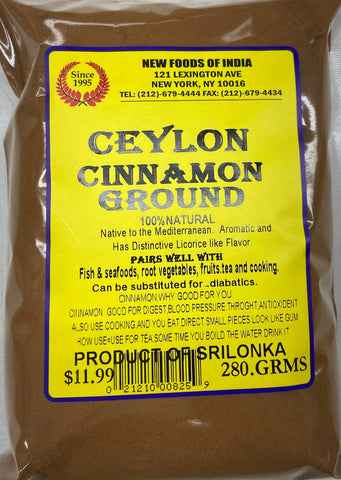 Since
1995
NEW FOODS OF INDIA
121 LEXINGTON AVE
NEW YORK, NY 10016
TEL: (212)-679-4444 FAX: (212)-679-4434
CEYLON
CINNAMON
GROUND
100%NATURAL
Native to the Mediterranean. Aromatic and
Has Distinctive Licorice like Flavor
PAIRS WELL WITH
Fish & seafoods, root vegetables, fruits.tea and cooking.
Can be substituted for ..diabatics.
CINNAMON WHY GOOD FOR YOU
CINNAMON GOOD FOR DIGEST,BLOOD PRESSURE THROGHT,ANTIOXIDENT
ALSO USE COOKING AND YOU EAT DIRECT SMALL PIECES LOOK LIKE GUM
HOW USE=USE FOR TEA,SOME TIME YOU BOILD THE WATER DRINK IT
PRODUCT OF SRILONKA
$11.99 280.GRMS
0 21210 00825 9